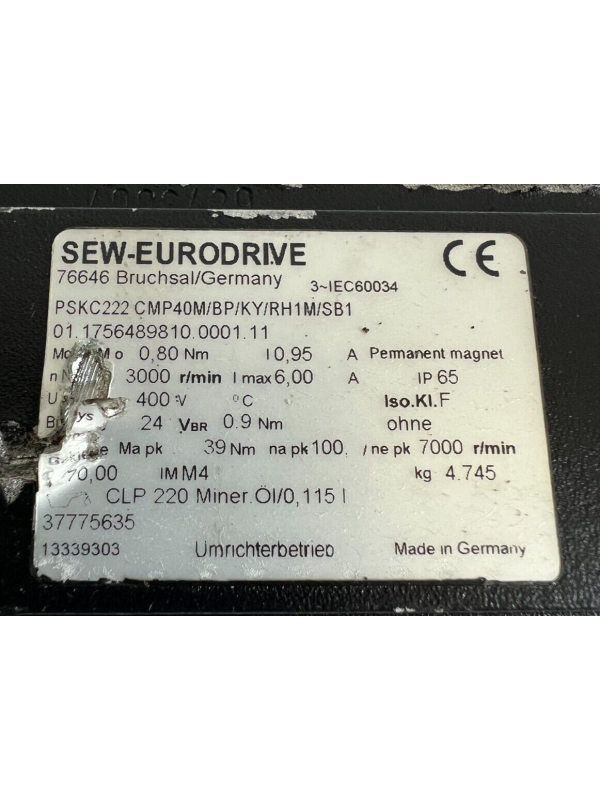 SEW-EURODRIVE CE
76646 Bruchsal/Germany 3~IEC60034
PSKC222 CMP40M/BP/KY/RH1M/SB1
01.1756489810.0001.11
Mo 0,80 Nm I 0,95 A Permanent magnet
n 3000 r/min I max 6,00 A IP 65
U 400 V °C Iso.Kl. F
24 VBR 0.9 Nm ohne
Ma pk 39 Nm na pk 100, / ne pk 7000 r/min
70,00 IM M4 kg 4.745
CLP 220 Miner.Öl/0,115 l
37775635
13339303 Umrichterbetrieb Made in Germany